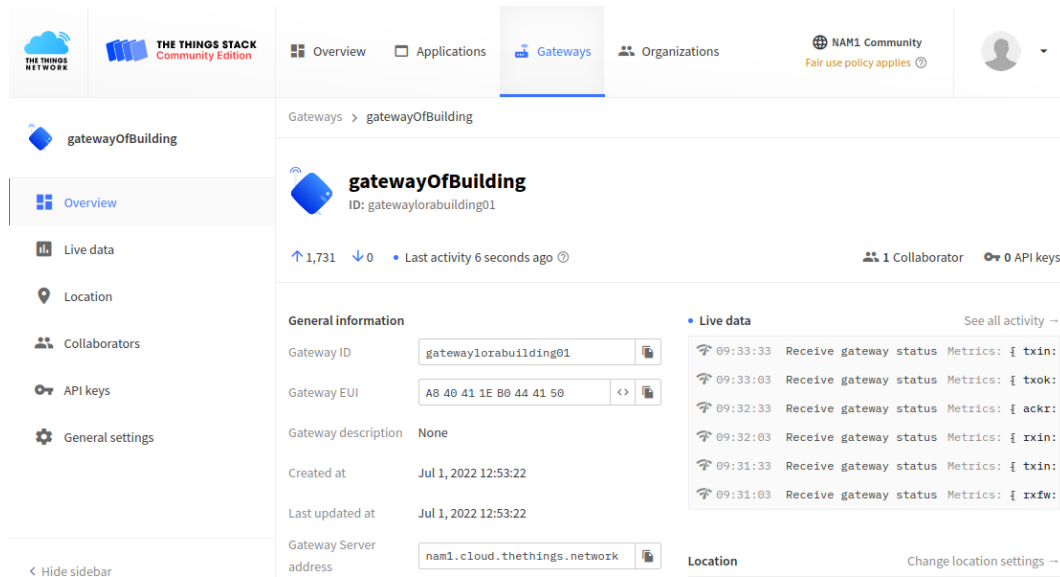 THE THINGS
NETWORK
THE THINGS STACK
Community Edition
Overview
Applications
Gateways
Organizations
NAM1 Community
Fair use policy applies
gatewayOfBuilding
Overview
Live data
Location
Collaborators
API keys
General settings
< Hide sidebar
Gateways > gatewayOfBuilding
gatewayOfBuilding
ID: gatewaylorabuilding01
↑ 1,731 ↓ 0 • Last activity 6 seconds ago
1 Collaborator 0 API keys
General information
Gateway ID gatewaylorabuilding01
Gateway EUI A8 40 41 1E B0 44 41 50 <>
Gateway description None
Created at Jul 1, 2022 12:53:22
Last updated at Jul 1, 2022 12:53:22
Gateway Server
address nam1.cloud.thethings.network
• Live data See all activity →
09:33:33 Receive gateway status Metrics: { txin:
09:33:03 Receive gateway status Metrics: { txok:
09:32:33 Receive gateway status Metrics: { ackr:
09:32:03 Receive gateway status Metrics: { rxin:
09:31:33 Receive gateway status Metrics: { txin:
09:31:03 Receive gateway status Metrics: { rxfw:
Location Change location settings →